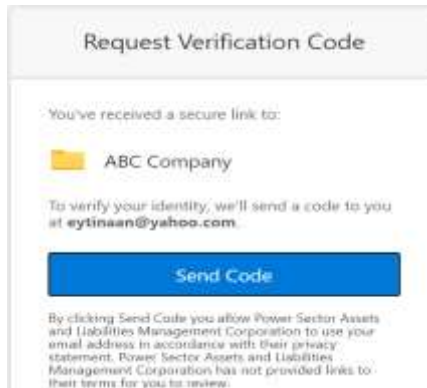 Request Verification Code
You've received a secure link to:
ABC Company
To verify your identity, we'll send a code to you
at eytinaan@yahoo.com.
Send Code
By clicking Send Code you allow Power Sector Assets
and Liabilities Management Corporation to use your
email address in accordance with their privacy
statement. Power Sector Assets and Liabilities
Management Corporation has not provided links to
their terms for you to review.